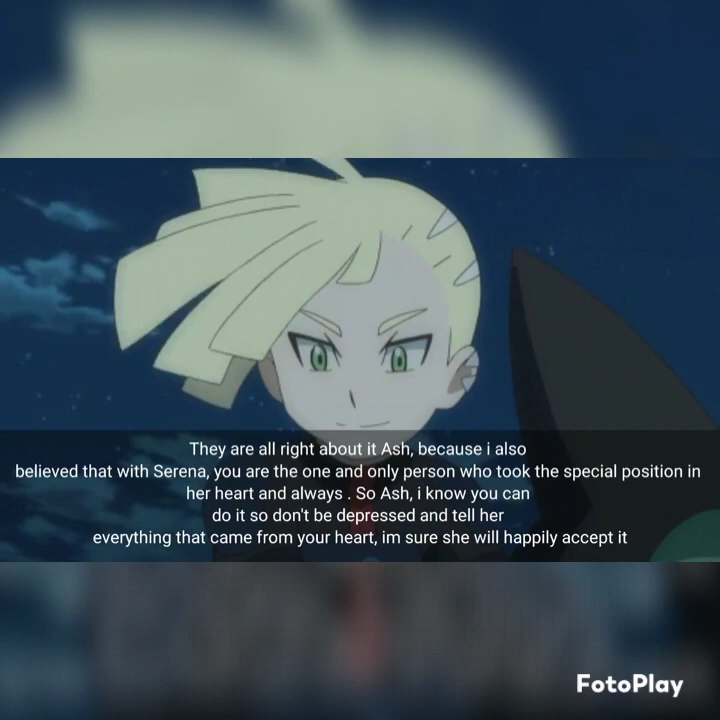 They are all right about it Ash, because i also
believed that with Serena, you are the one and only person who took the special position in
her heart and always . So Ash, i know you can
do it so don't be depressed and tell her
everything that came from your heart, im sure she will happily accept it
FotoPlay